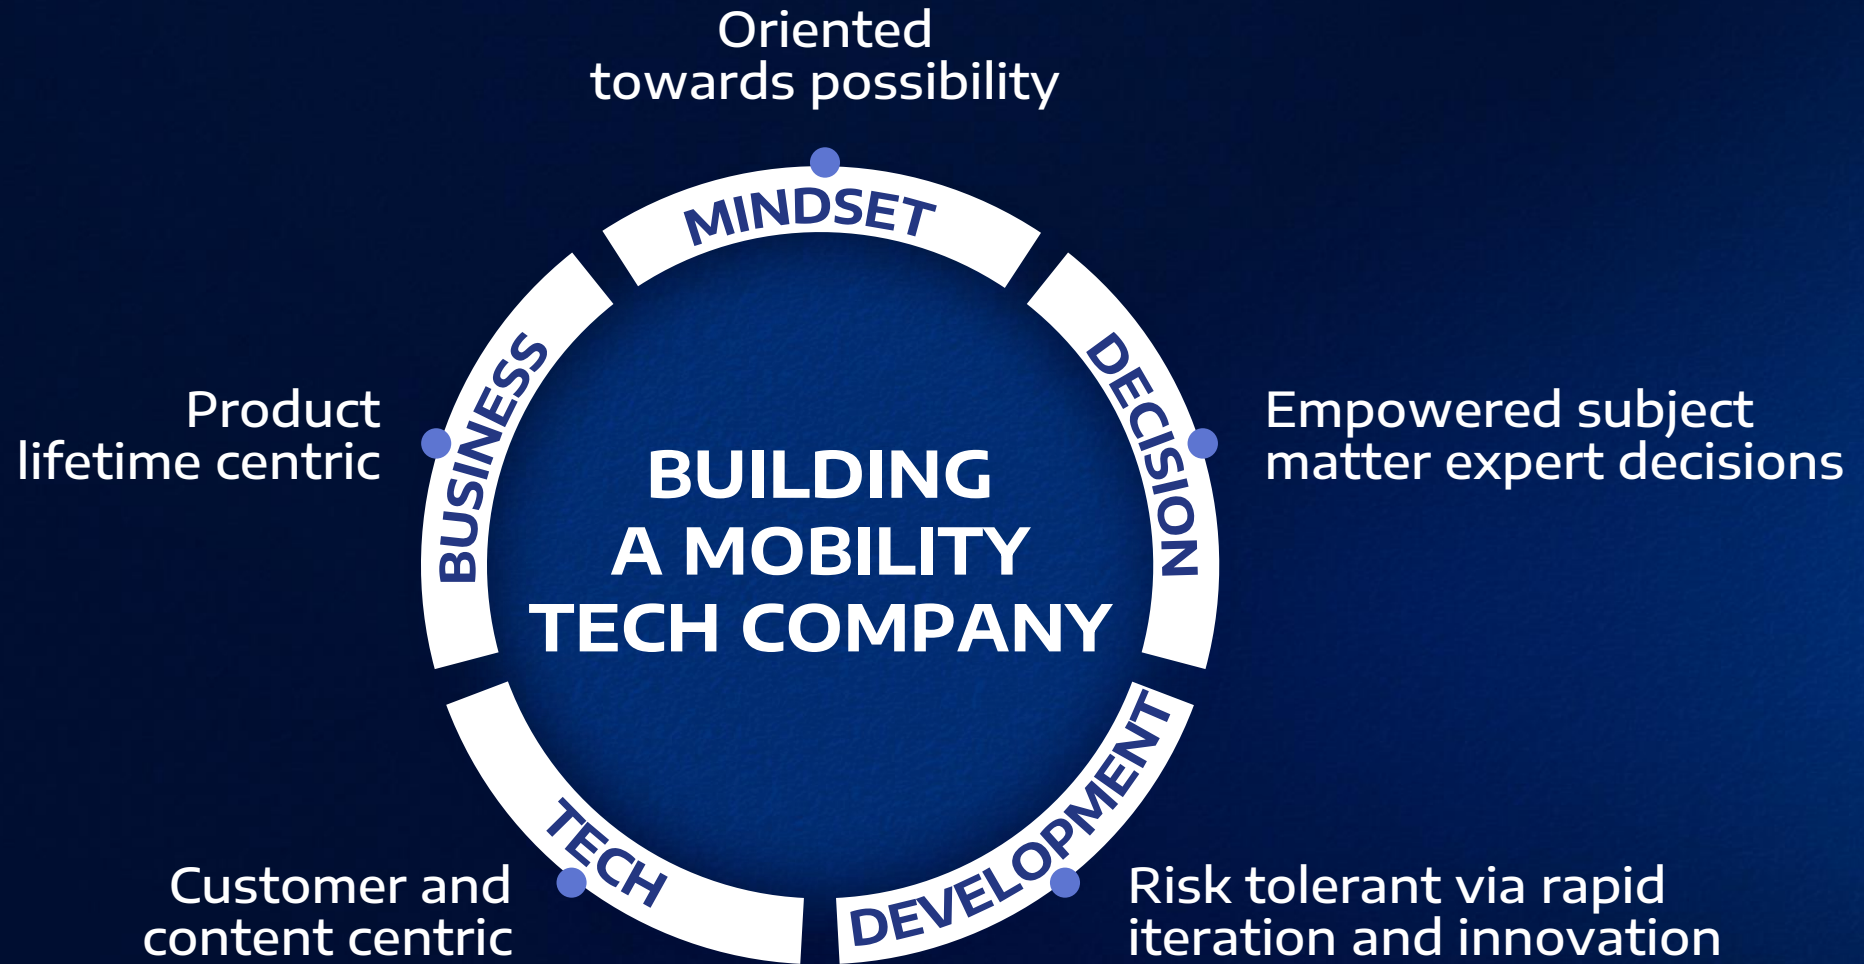 Oriented
towards possibility
MINDSET
BUSINESS
DECISION
Product
lifetime centric
Empowered subject
matter expert decisions
BUILDING
A MOBILITY
TECH COMPANY
TECH
DEVELOPMENT
Customer and
content centric
Risk tolerant via rapid
iteration and innovation